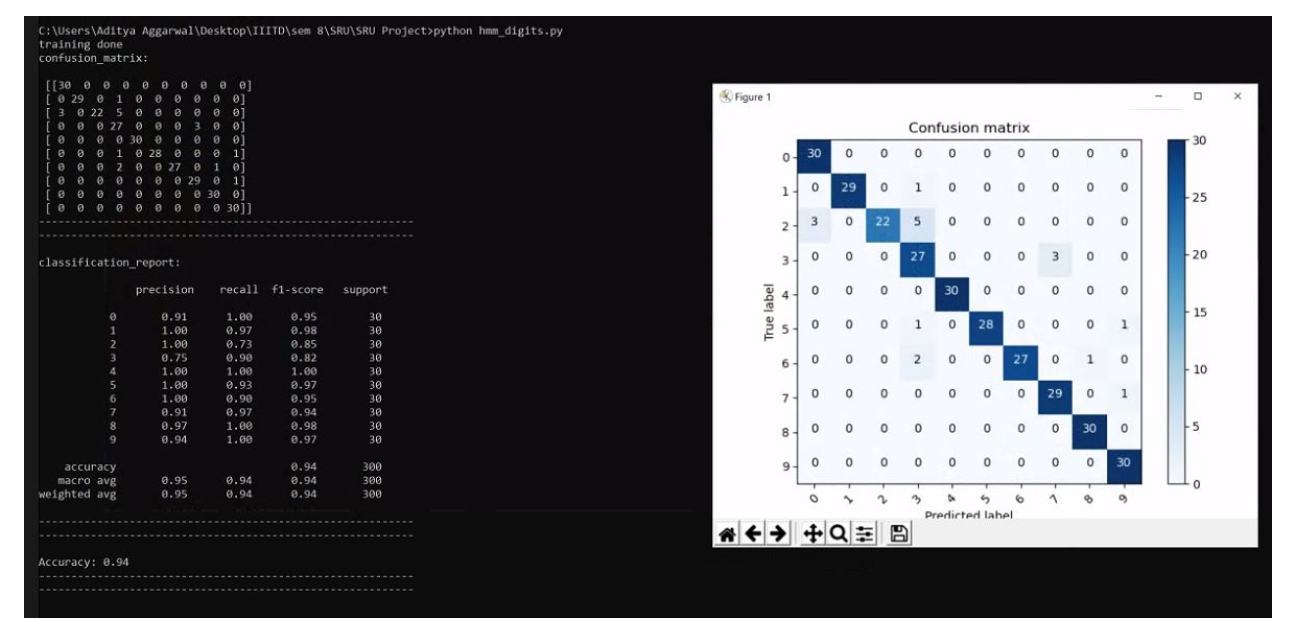 C:\Users\Aditya Aggarwal\Desktop\IIITD\sem 8\SRU\SRU Project>python hmm_digits.py
training done
confusion_matrix:
[[30 0 0 0 0 0 0 0 0 0]
[ 0 29 0 1 0 0 0 0 0 0]
[ 3 0 22 5 0 0 0 0 0 0]
[ 0 0 0 27 0 0 0 3 0 0]
[ 0 0 0 0 30 0 0 0 0 0]
[ 0 0 0 1 0 28 0 0 0 1]
[ 0 0 0 2 0 0 27 0 1 0]
[ 0 0 0 0 0 0 0 29 0 1]
[ 0 0 0 0 0 0 0 0 30 0]
[ 0 0 0 0 0 0 0 0 0 30]]
----------------------------------------------------------------
----------------------------------------------------------------
classification_report:
precision recall f1-score support
0 0.91 1.00 0.95 30
1 1.00 0.97 0.98 30
2 1.00 0.73 0.85 30
3 0.75 0.90 0.82 30
4 1.00 1.00 1.00 30
5 1.00 0.93 0.97 30
6 1.00 0.90 0.95 30
7 0.91 0.97 0.94 30
8 0.97 1.00 0.98 30
9 0.94 1.00 0.97 30
accuracy 0.94 300
macro avg 0.95 0.94 0.94 300
weighted avg 0.95 0.94 0.94 300
----------------------------------------------------------------
----------------------------------------------------------------
Accuracy: 0.94
----------------------------------------------------------------
----------------------------------------------------------------
Figure 1
Confusion matrix
True label
0 30 0 0 0 0 0 0 0 0 0
1 0 29 0 1 0 0 0 0 0 0
2 3 0 22 5 0 0 0 0 0 0
3 0 0 0 27 0 0 0 3 0 0
4 0 0 0 0 30 0 0 0 0 0
5 0 0 0 1 0 28 0 0 0 1
6 0 0 0 2 0 0 27 0 1 0
7 0 0 0 0 0 0 0 29 0 1
8 0 0 0 0 0 0 0 0 30 0
9 0 0 0 0 0 0 0 0 0 30
0 1 2 3 4 5 6 7 8 9
Predicted label
30
25
20
15
10
5
0